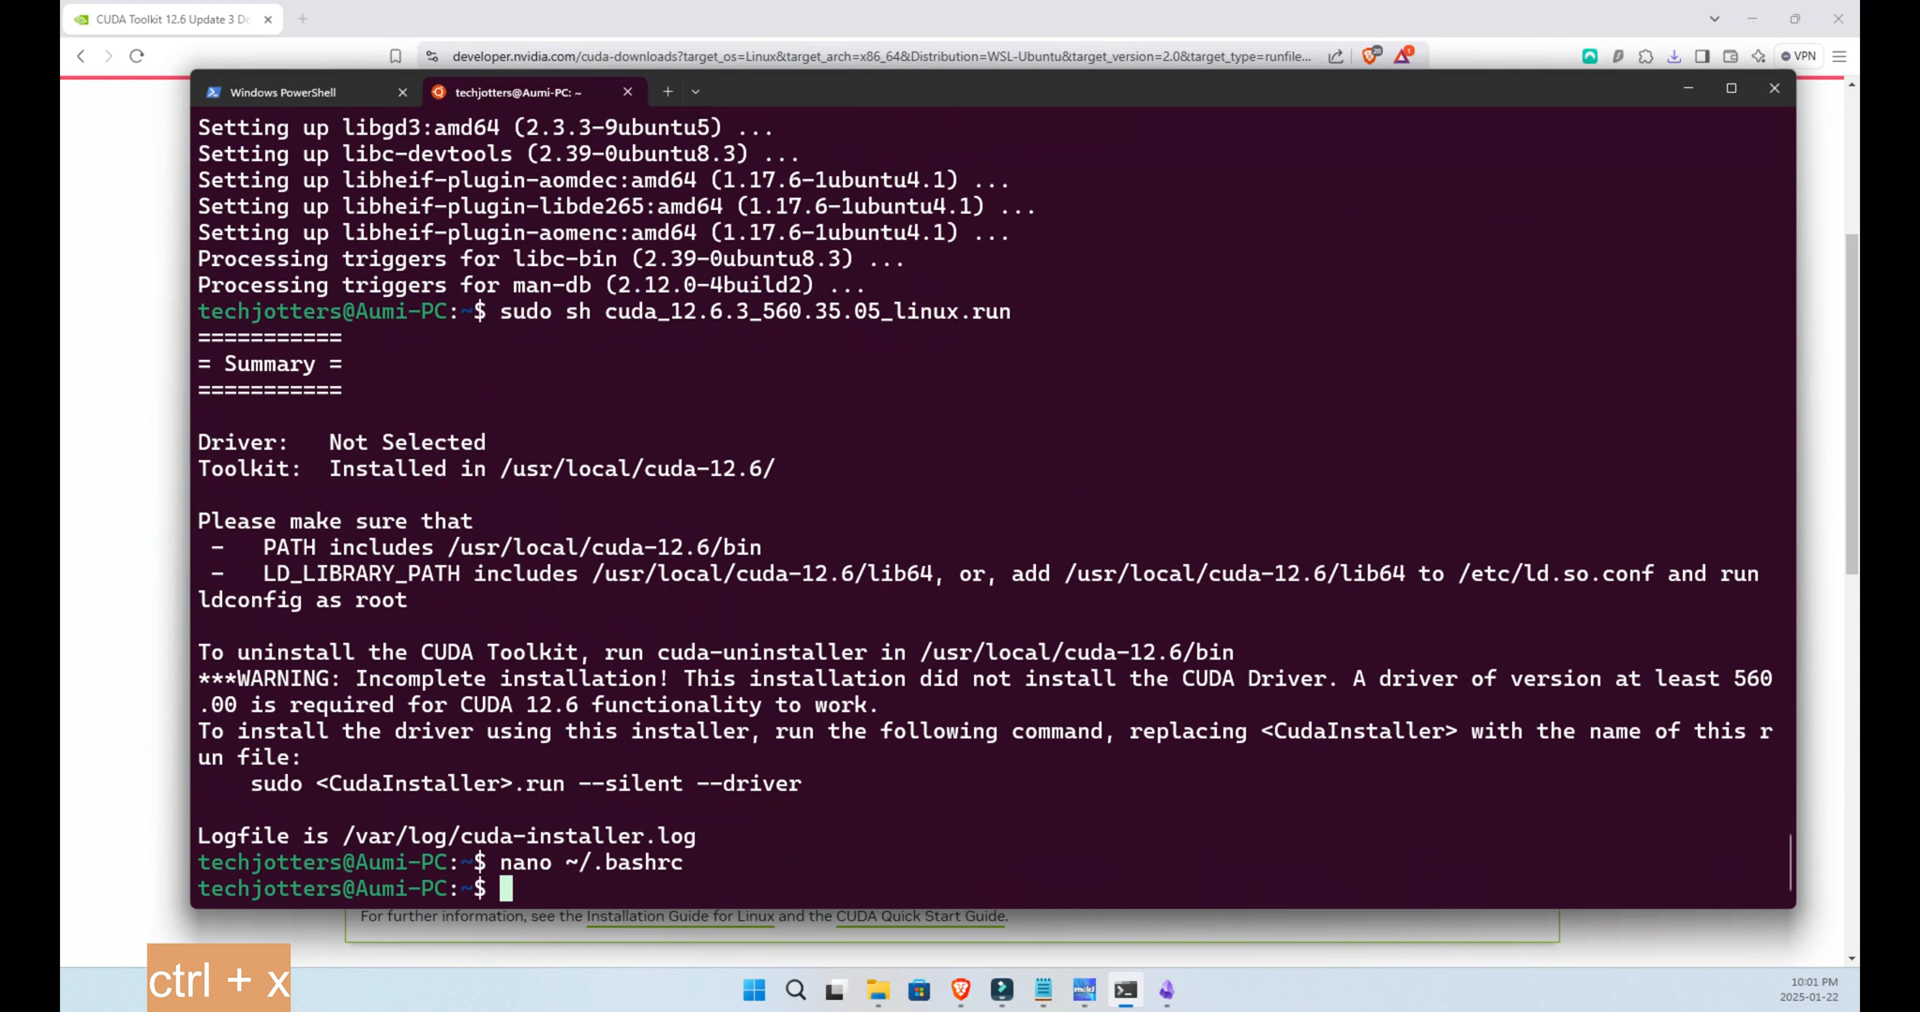 CUDA Toolkit 12.6 Update 3 Do
developer.nvidia.com/cuda-downloads?target_os=Linux&target_arch=x86_64&Distribution=WSL-Ubuntu&target_version=2.0&target_type=runfile...
20
1
VPN
Windows PowerShell
techjotters@Aumi-PC: ~
Setting up libgd3:amd64 (2.3.3-9ubuntu5) ...
Setting up libc-devtools (2.39-0ubuntu8.3) ...
Setting up libheif-plugin-aomdec:amd64 (1.17.6-1ubuntu4.1) ...
Setting up libheif-plugin-libde265:amd64 (1.17.6-1ubuntu4.1) ...
Setting up libheif-plugin-aomenc:amd64 (1.17.6-1ubuntu4.1) ...
Processing triggers for libc-bin (2.39-0ubuntu8.3) ...
Processing triggers for man-db (2.12.0-4build2) ...
techjotters@Aumi-PC:~$ sudo sh cuda_12.6.3_560.35.05_linux.run
===========
= Summary =
===========
Driver:   Not Selected
Toolkit:  Installed in /usr/local/cuda-12.6/
Please make sure that
 -   PATH includes /usr/local/cuda-12.6/bin
 -   LD_LIBRARY_PATH includes /usr/local/cuda-12.6/lib64, or, add /usr/local/cuda-12.6/lib64 to /etc/ld.so.conf and run
ldconfig as root
To uninstall the CUDA Toolkit, run cuda-uninstaller in /usr/local/cuda-12.6/bin
***WARNING: Incomplete installation! This installation did not install the CUDA Driver. A driver of version at least 560
.00 is required for CUDA 12.6 functionality to work.
To install the driver using this installer, run the following command, replacing <CudaInstaller> with the name of this r
un file:
    sudo <CudaInstaller>.run --silent --driver
Logfile is /var/log/cuda-installer.log
techjotters@Aumi-PC:~$ nano ~/.bashrc
techjotters@Aumi-PC:~$
For further information, see the Installation Guide for Linux and the CUDA Quick Start Guide.
ctrl + x
10:01 PM
2025-01-22